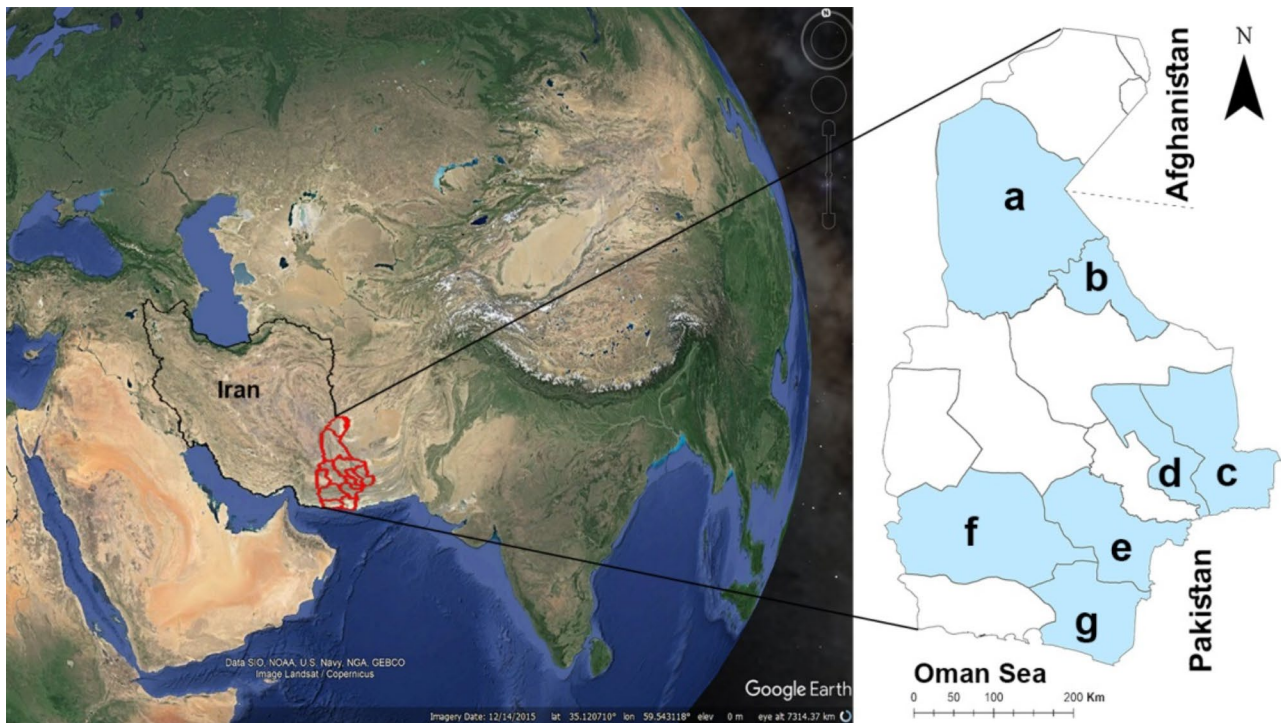 Iran
Data SIO, NOAA, U.S. Navy, NGA, GEBCO
Image Landsat / Copernicus
Google Earth
Imagery Date: 12/14/2015 lat 35.120710° lon 59.543118° elev 0 m eye alt 7314.37 km
N
N
Afghanistan
a
b
c
d
e
f
g
Pakistan
Oman Sea
0 50 100 200 Km